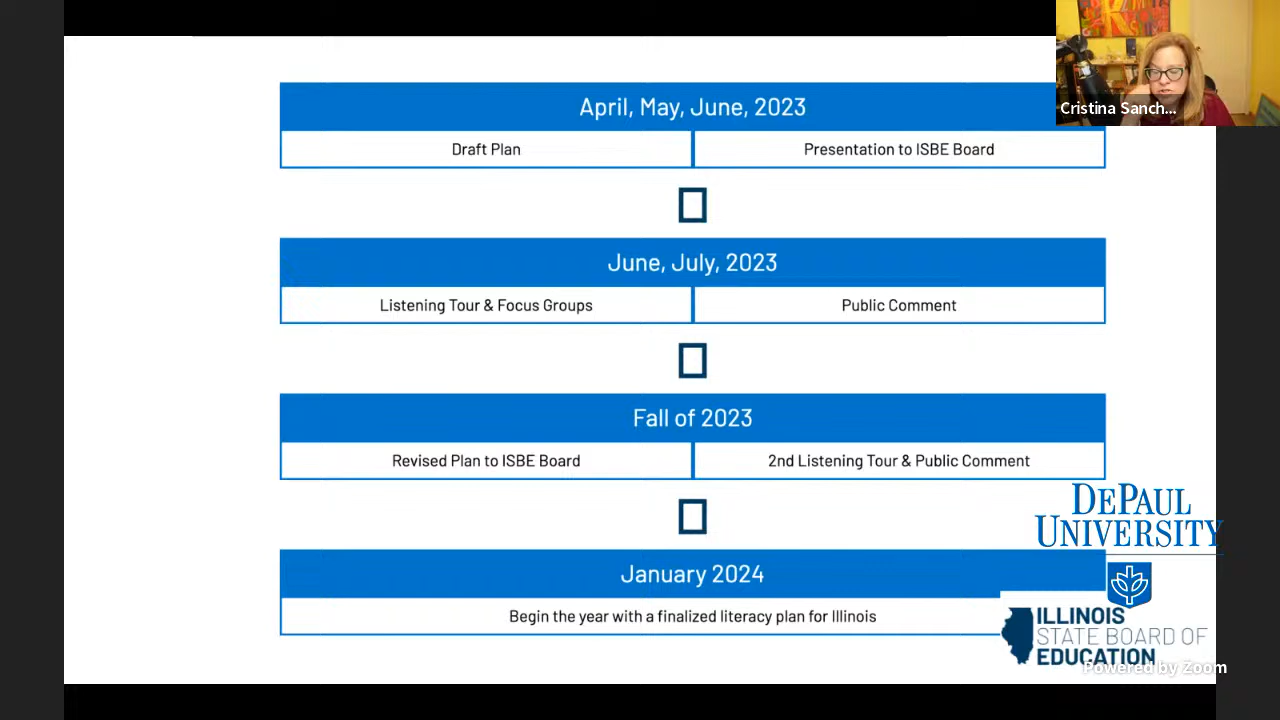 April, May, June, 2023
Draft Plan
Presentation to ISBE Board
Cristina Sanch...
June, July, 2023
Listening Tour & Focus Groups
Public Comment
Fall of 2023
Revised Plan to ISBE Board
2nd Listening Tour & Public Comment
DEPAUL
UNIVERSITY
January 2024
Begin the year with a finalized literacy plan for Illinois
ILLINOIS
STATE BOARD OF
EDUCATION
Powered by Zoom